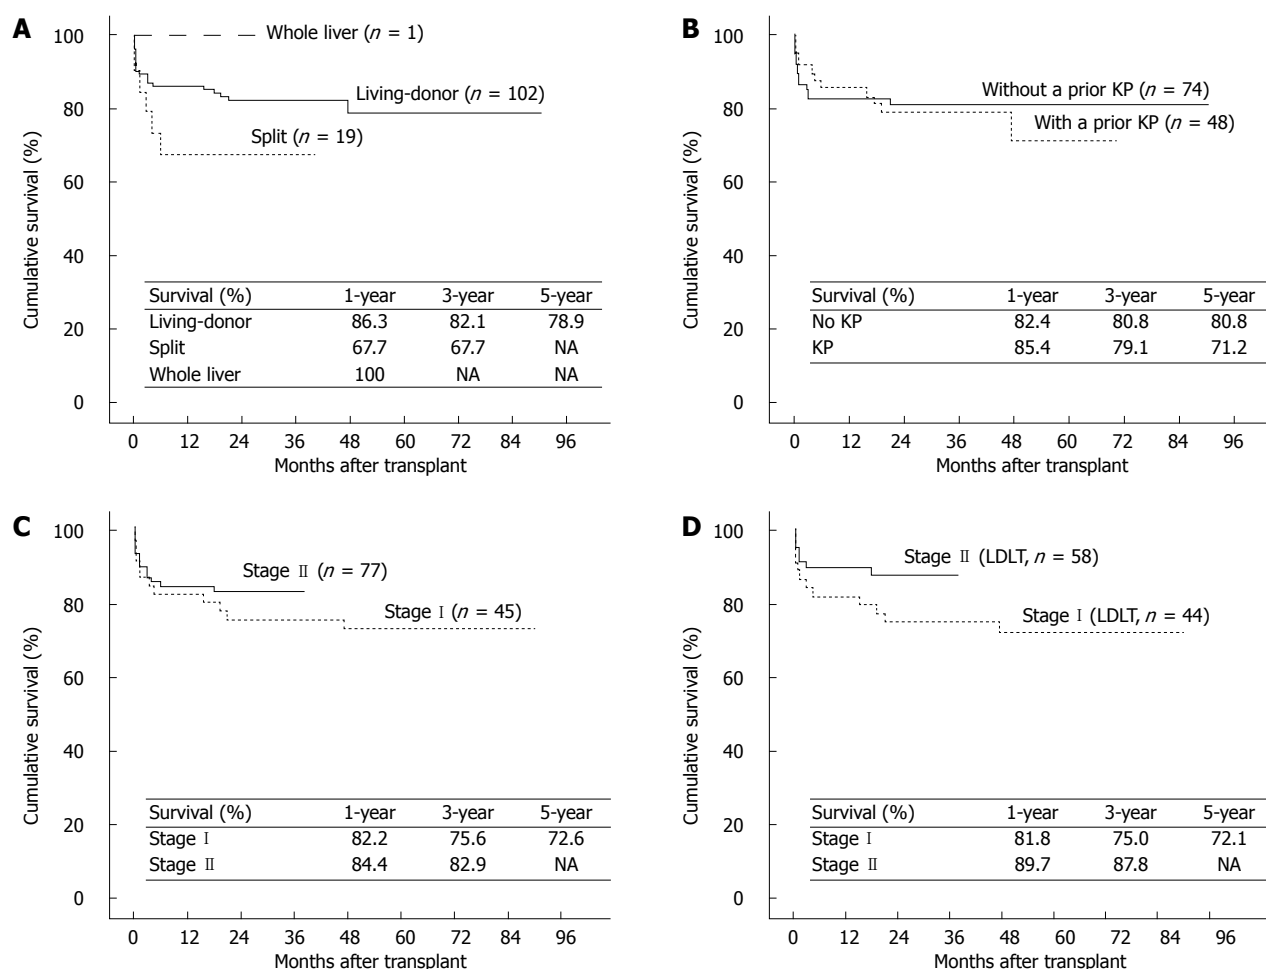 A
100
80
60
40
20
0
Cumulative survival (%)
Whole liver (n = 1)
Living-donor (n = 102)
Split (n = 19)
Survival (%) 1-year 3-year 5-year
Living-donor 86.3 82.1 78.9
Split 67.7 67.7 NA
Whole liver 100 NA NA
0 12 24 36 48 60 72 84 96
Months after transplant
B
100
80
60
40
20
0
Cumulative survival (%)
Without a prior KP (n = 74)
With a prior KP (n = 48)
Survival (%) 1-year 3-year 5-year
No KP 82.4 80.8 80.8
KP 85.4 79.1 71.2
0 12 24 36 48 60 72 84 96
Months after transplant
C
100
80
60
40
20
0
Cumulative survival (%)
Stage Ⅱ (n = 77)
Stage Ⅰ (n = 45)
Survival (%) 1-year 3-year 5-year
Stage Ⅰ 82.2 75.6 72.6
Stage Ⅱ 84.4 82.9 NA
0 12 24 36 48 60 72 84 96
Months after transplant
D
100
80
60
40
20
0
Cumulative survival (%)
Stage Ⅱ (LDLT, n = 58)
Stage Ⅰ (LDLT, n = 44)
Survival (%) 1-year 3-year 5-year
Stage Ⅰ 81.8 75.0 72.1
Stage Ⅱ 89.7 87.8 NA
0 12 24 36 48 60 72 84 96
Months after transplant